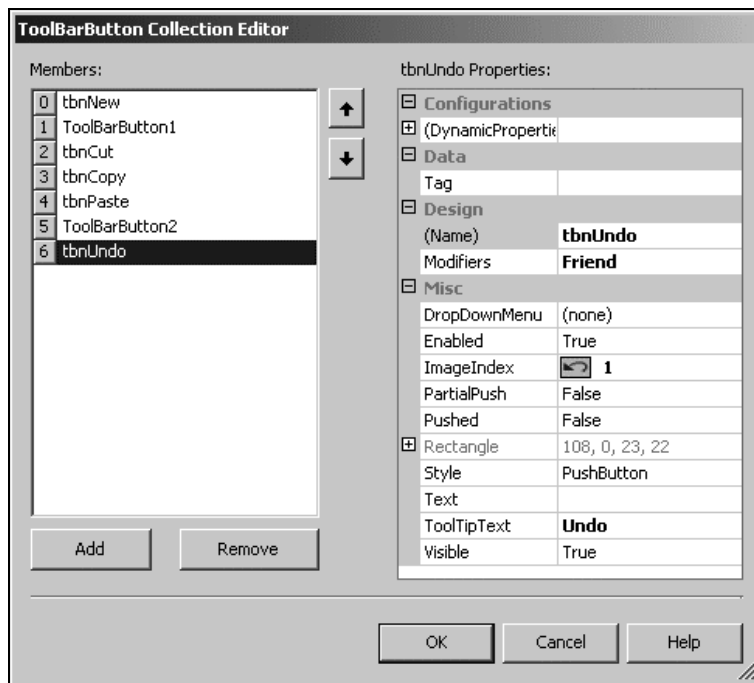 ToolBarButton Collection Editor
Members:
0 tbnNew
1 ToolBarButton1
2 tbnCut
3 tbnCopy
4 tbnPaste
5 ToolBarButton2
6 tbnUndo
Add Remove
tbnUndo Properties:
Configurations
(DynamicPropertie
Data
Tag
Design
(Name) tbnUndo
Modifiers Friend
Misc
DropDownMenu (none)
Enabled True
ImageIndex 1
PartialPush False
Pushed False
Rectangle 108, 0, 23, 22
Style PushButton
Text
ToolTipText Undo
Visible True
OK Cancel Help